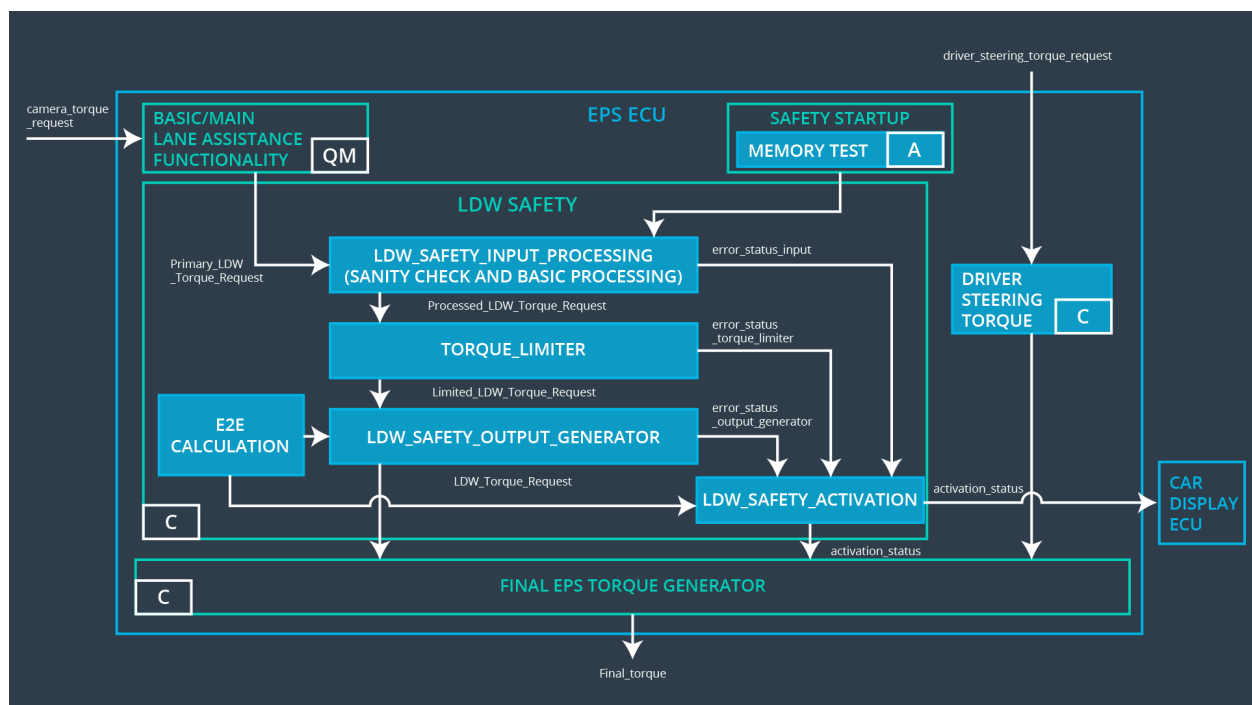 driver_steering_torque_request
camera_torque
_request
EPS ECU
BASIC/MAIN
LANE ASSISTANCE
FUNCTIONALITY
QM
SAFETY STARTUP
MEMORY TEST
A
LDW SAFETY
LDW_SAFETY_INPUT_PROCESSING
(SANITY CHECK AND BASIC PROCESSING)
error_status_input
Primary_LDW
_Torque_Request
DRIVER
STEERING
TORQUE
C
Processed_LDW_Torque_Request
TORQUE_LIMITER
error_status
_torque_limiter
Limited_LDW_Torque_Request
E2E
CALCULATION
LDW_SAFETY_OUTPUT_GENERATOR
error_status
_output_generator
LDW_Torque_Request
LDW_SAFETY_ACTIVATION
activation_status
CAR
DISPLAY
ECU
C
activation_status
C
FINAL EPS TORQUE GENERATOR
Final_torque